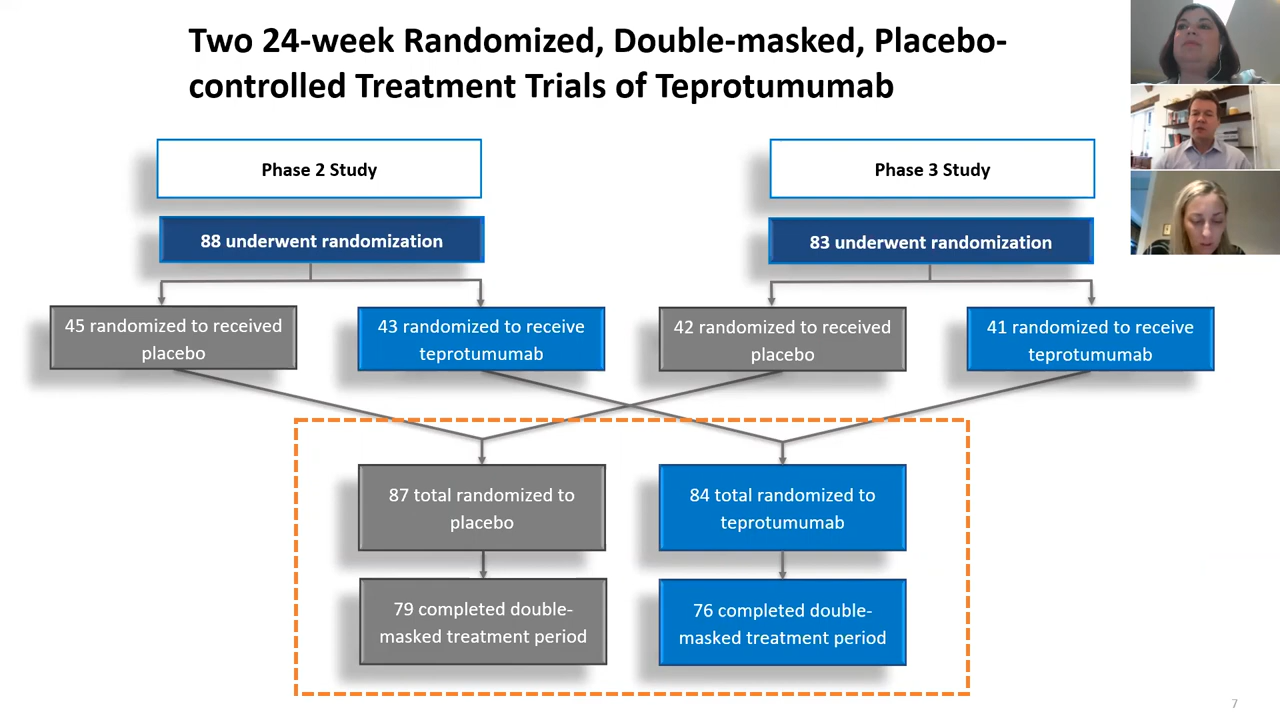 Two 24-week Randomized, Double-masked, Placebo-
controlled Treatment Trials of Teprotumumab
Phase 2 Study
Phase 3 Study
88 underwent randomization
83 underwent randomization
45 randomized to received
placebo
43 randomized to receive
teprotumumab
42 randomized to received
placebo
41 randomized to receive
teprotumumab
87 total randomized to
placebo
84 total randomized to
teprotumumab
79 completed double-
masked treatment period
76 completed double-
masked treatment period
7